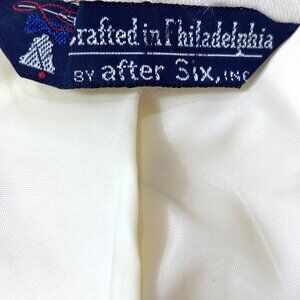 Crafted in Philadelphia
BY after Six, INC